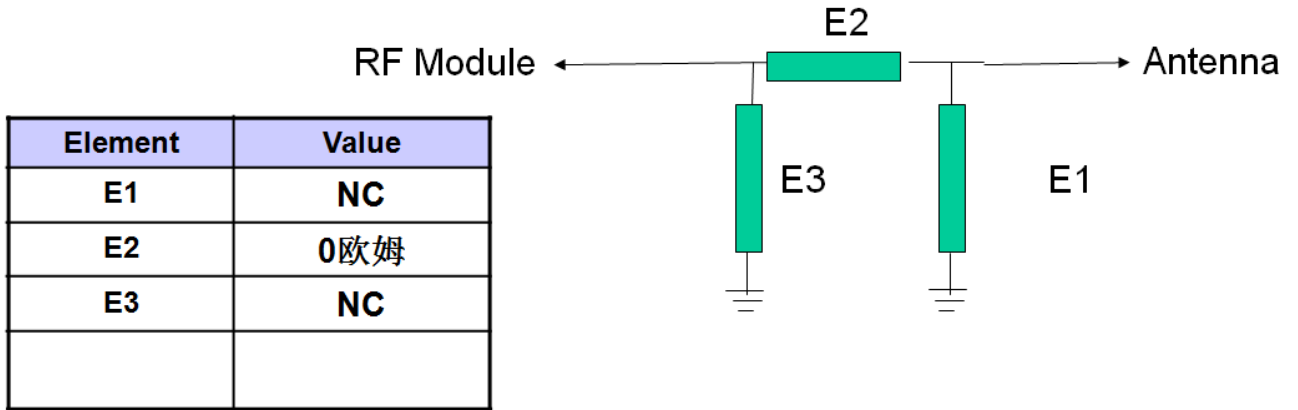 E2
RF Module
Antenna
E3
E1
Element Value
E1 NC
E2 0欧姆
E3 NC